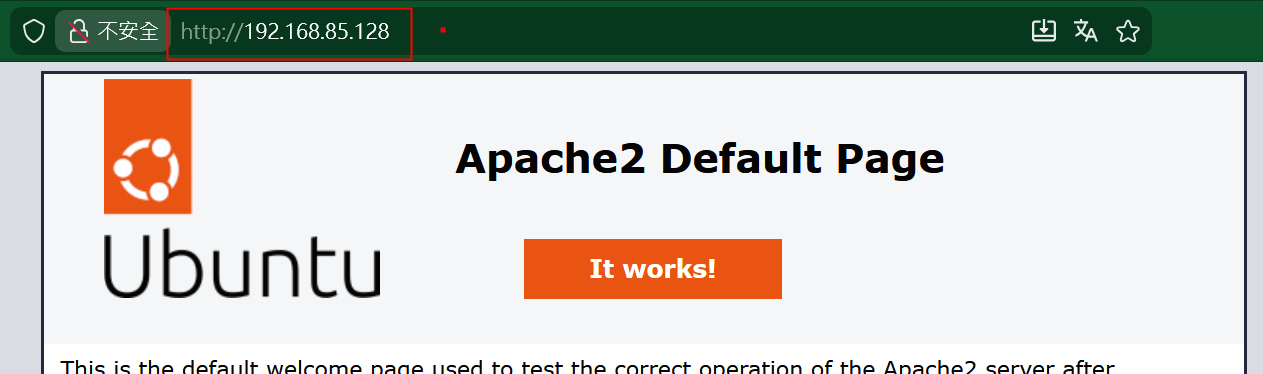 不安全 http://192.168.85.128
Apache2 Default Page
Ubuntu
It works!
This is the default welcome page used to test the correct operation of the Apache2 server after